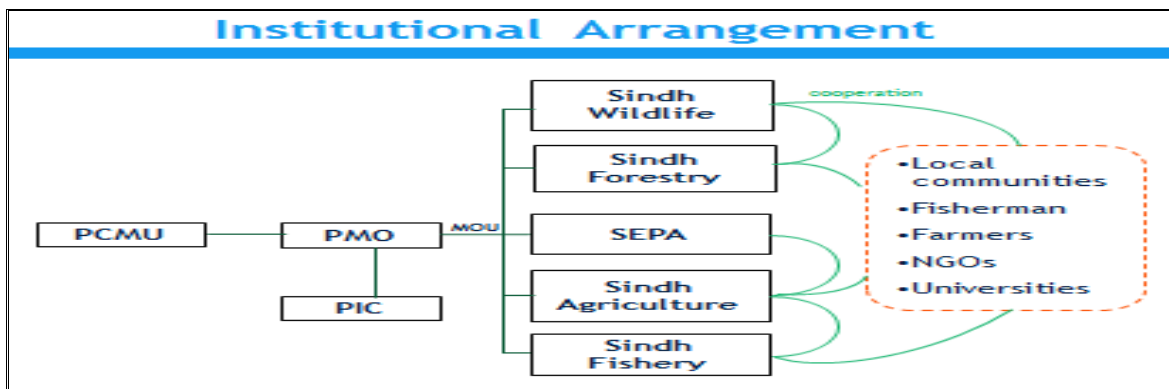 Institutional Arrangement
Sindh
Wildlife
cooperation
Sindh
Forestry
•Local
communities
•Fisherman
•Farmers
•NGOs
•Universities
PCMU
PMO
MOU
SEPA
PIC
Sindh
Agriculture
Sindh
Fishery